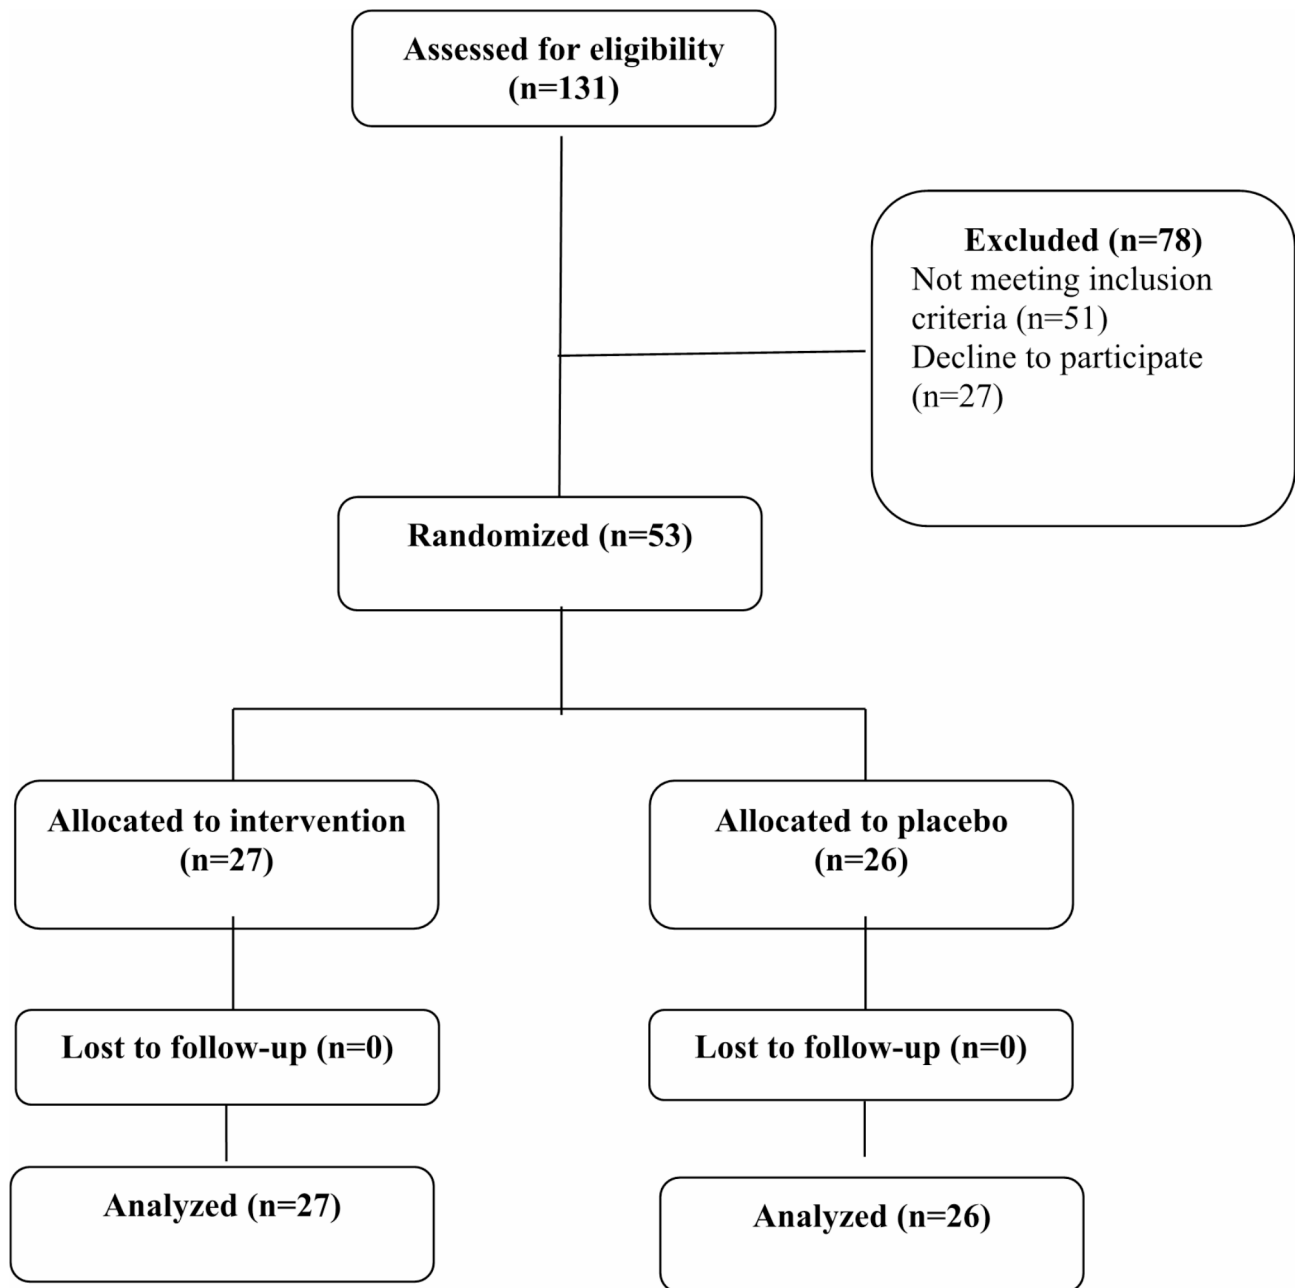 Assessed for eligibility
(n=131)
Excluded (n=78)
Not meeting inclusion
criteria (n=51)
Decline to participate
(n=27)
Randomized (n=53)
Allocated to intervention
(n=27)
Allocated to placebo
(n=26)
Lost to follow-up (n=0)
Lost to follow-up (n=0)
Analyzed (n=27)
Analyzed (n=26)